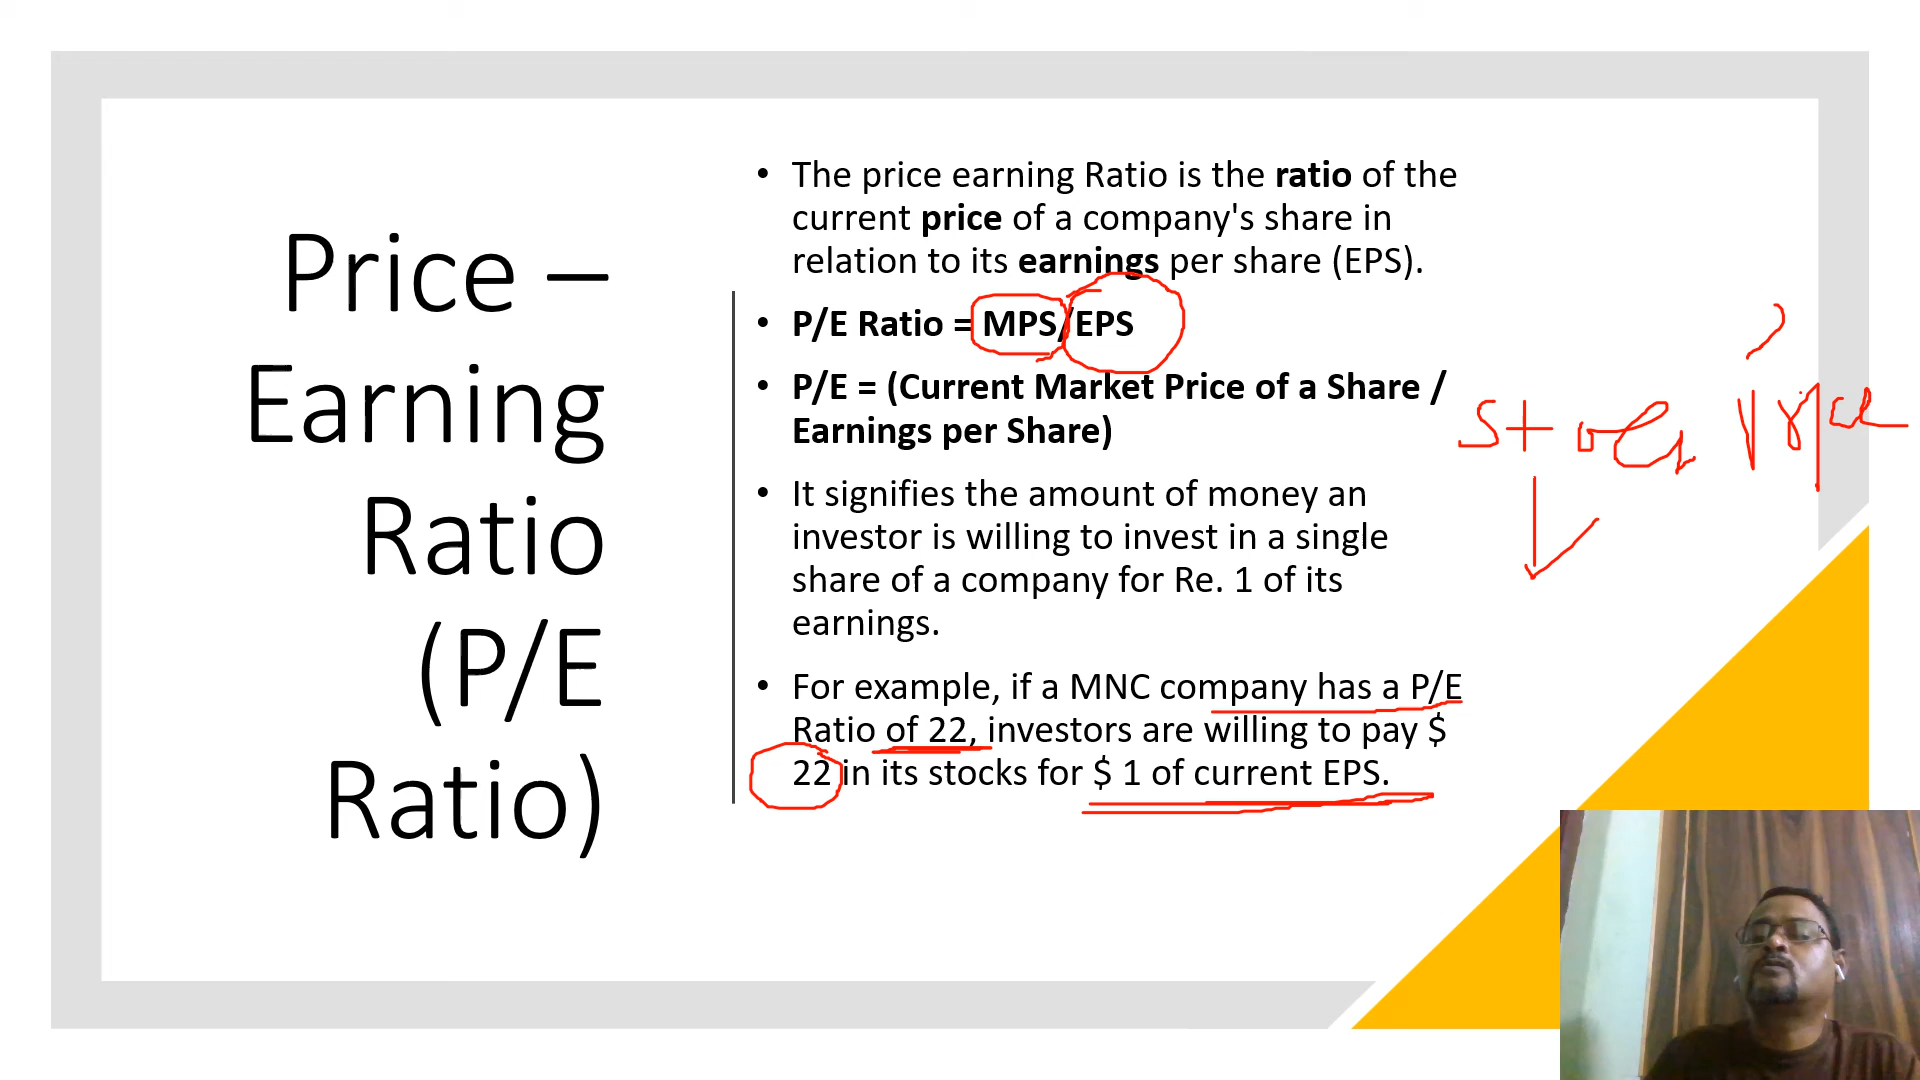 Price –
Earning
Ratio
(P/E
Ratio)
• The price earning Ratio is the ratio of the
current price of a company's share in
relation to its earnings per share (EPS).
• P/E Ratio = MPS/EPS
• P/E = (Current Market Price of a Share /
Earnings per Share)
• It signifies the amount of money an
investor is willing to invest in a single
share of a company for Re. 1 of its
earnings.
• For example, if a MNC company has a P/E
Ratio of 22, investors are willing to pay $
22 in its stocks for $ 1 of current EPS.